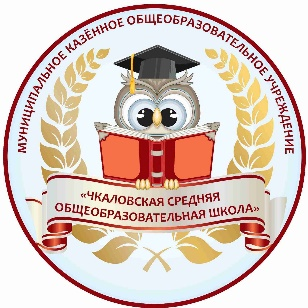 МУНИЦИПАЛЬНОЕ КАЗЁННОЕ ОБЩЕОБРАЗОВАТЕЛЬНОЕ УЧРЕЖДЕНИЕ
«ЧКАЛОВСКАЯ СРЕДНЯЯ
ОБЩЕОБРАЗОВАТЕЛЬНАЯ ШКОЛА»